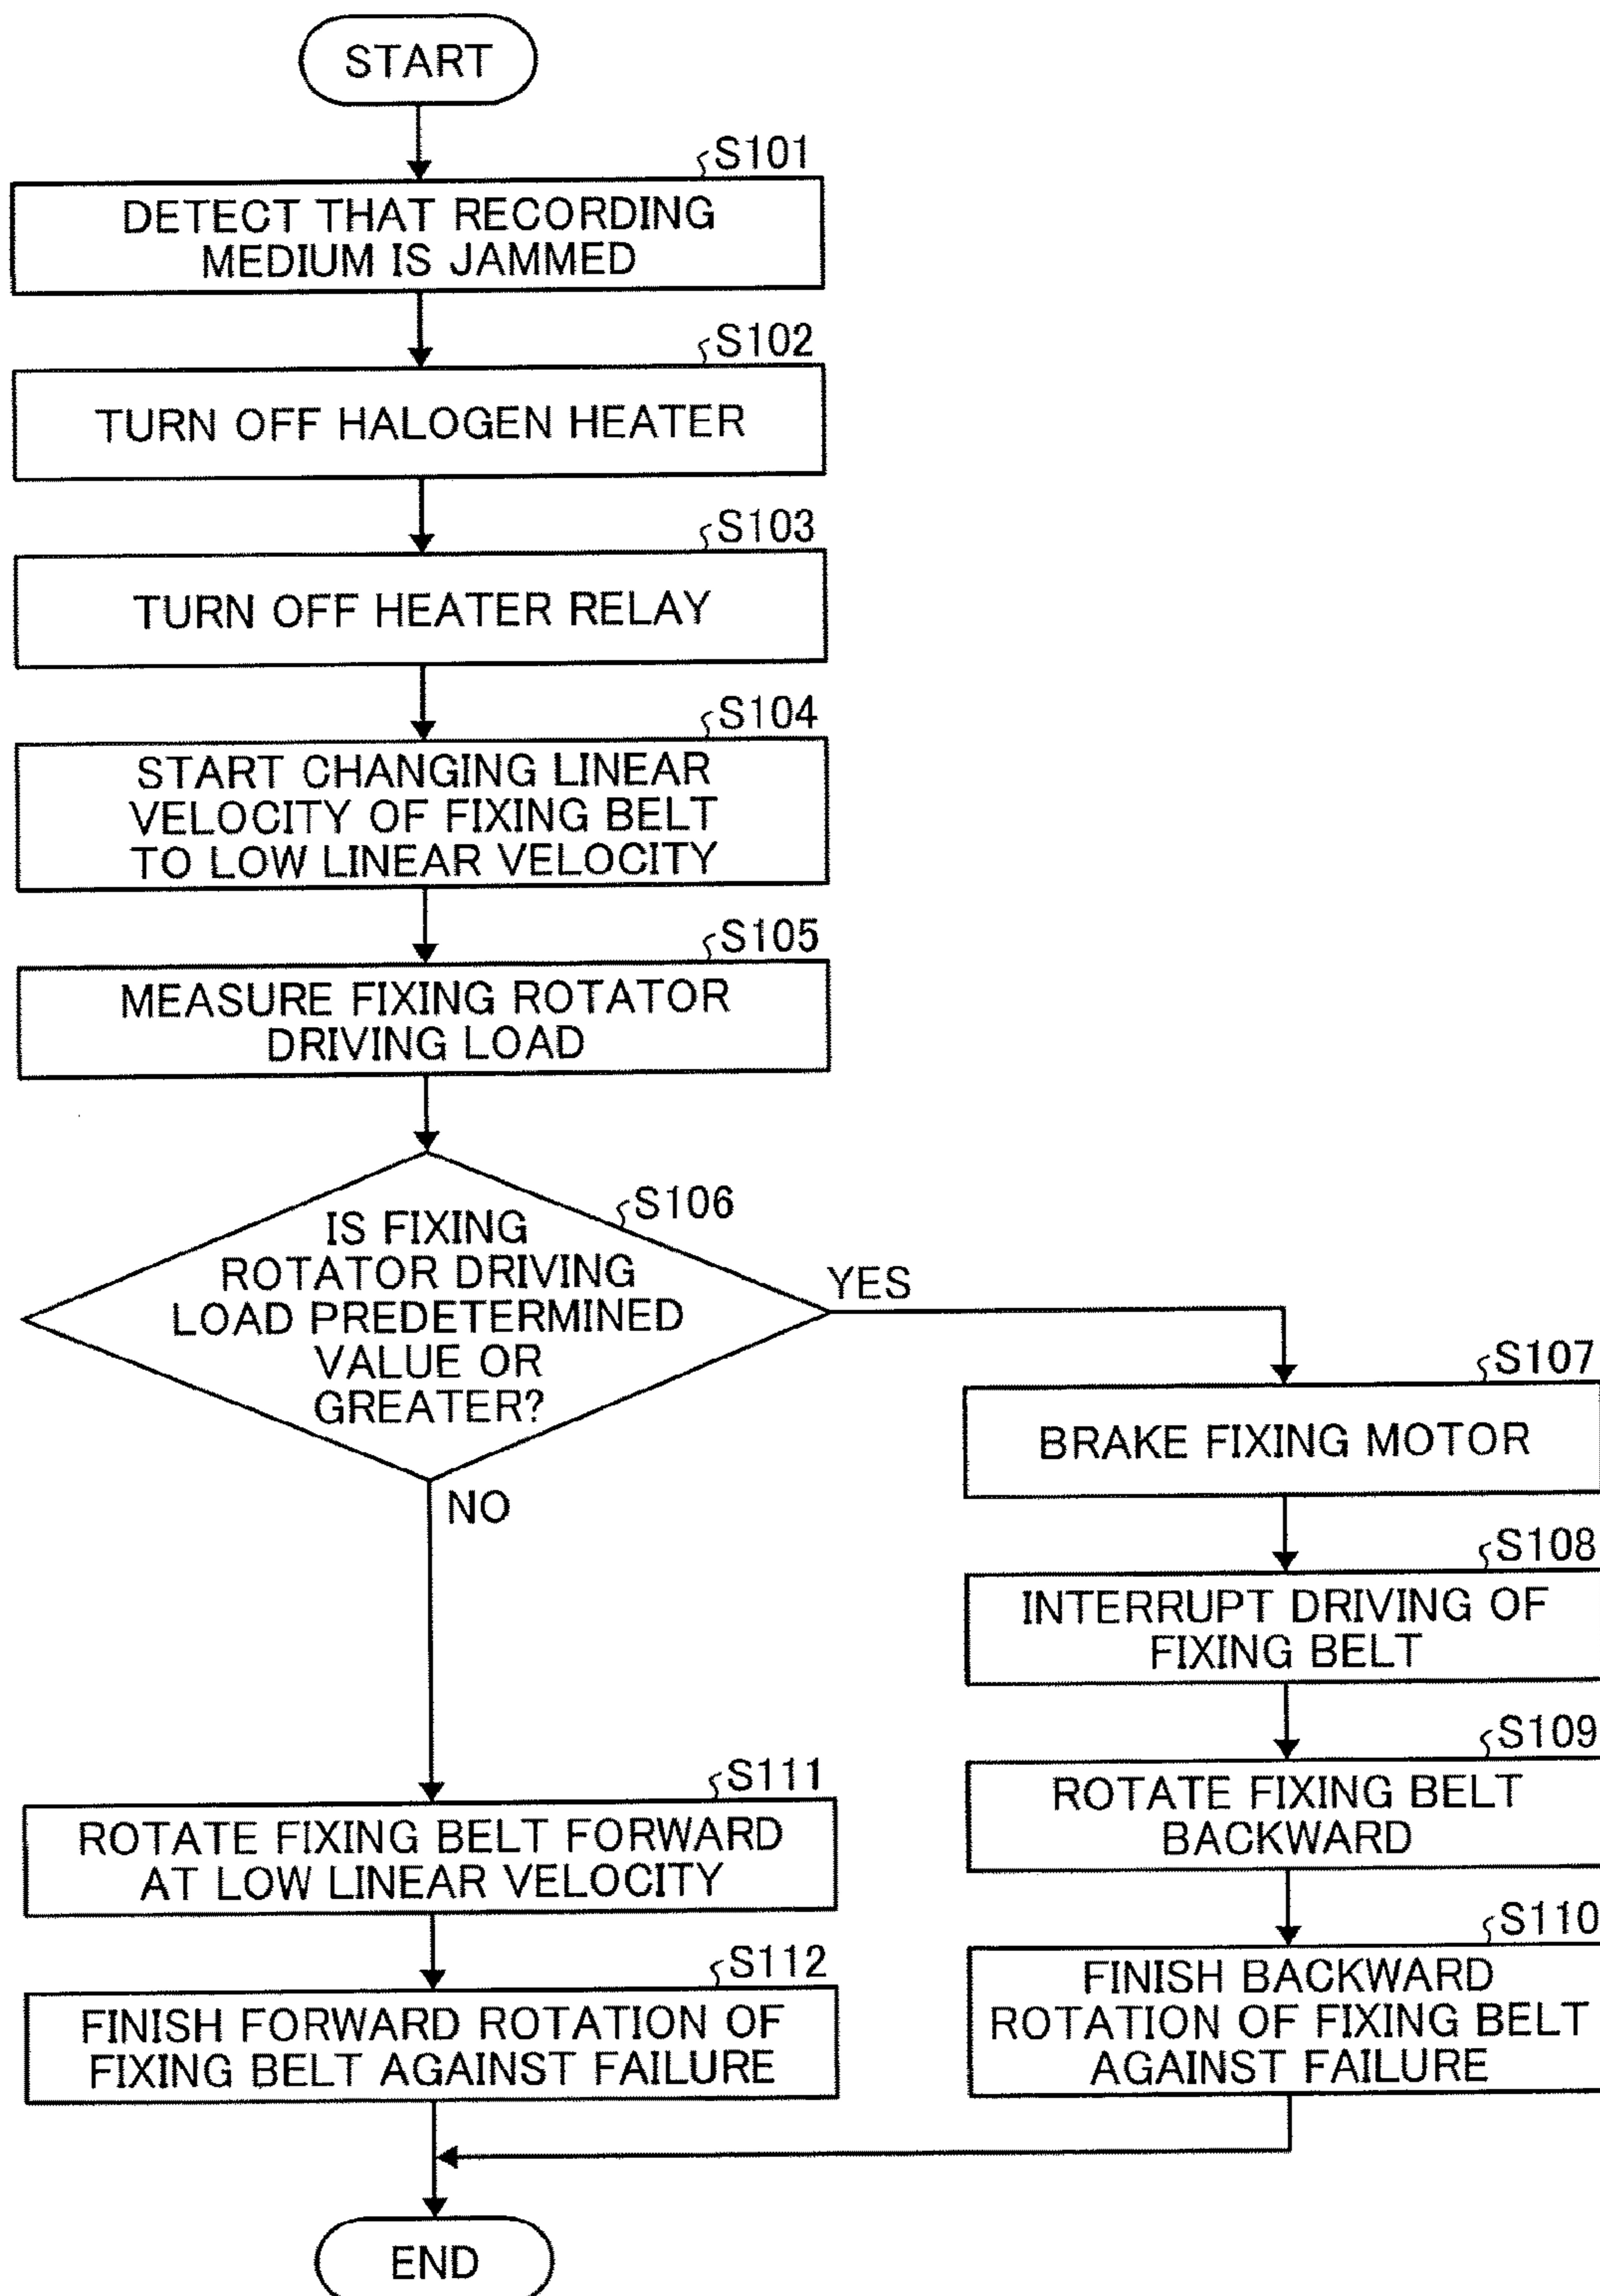 START
S101
DETECT THAT RECORDING
MEDIUM IS JAMMED
S102
TURN OFF HALOGEN HEATER
S103
TURN OFF HEATER RELAY
S104
START CHANGING LINEAR
VELOCITY OF FIXING BELT
TO LOW LINEAR VELOCITY
S105
MEASURE FIXING ROTATOR
DRIVING LOAD
S106
IS FIXING
ROTATOR DRIVING
LOAD PREDETERMINED
VALUE OR
GREATER?
YES
S107
BRAKE FIXING MOTOR
S108
INTERRUPT DRIVING OF
FIXING BELT
S109
ROTATE FIXING BELT
BACKWARD
S110
FINISH BACKWARD
ROTATION OF FIXING BELT
AGAINST FAILURE
NO
S111
ROTATE FIXING BELT FORWARD
AT LOW LINEAR VELOCITY
S112
FINISH FORWARD ROTATION OF
FIXING BELT AGAINST FAILURE
END